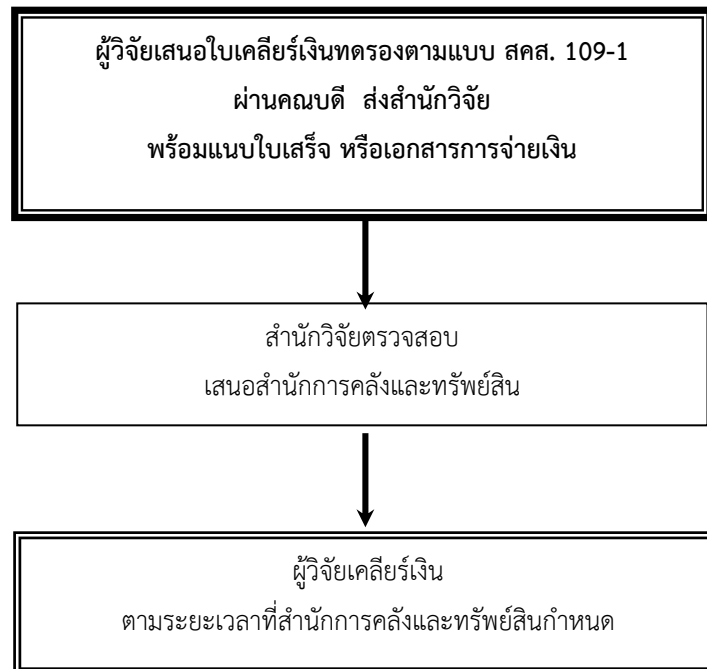 ผู้วิจัยเสนอใบเคลียร์เงินทดรองตามแบบ สคส. 109-1
ผ่านคณบดี ส่งสำนักวิจัย
พร้อมแนบใบเสร็จ หรือเอกสารการจ่ายเงิน
สำนักวิจัยตรวจสอบ
เสนอสำนักการคลังและทรัพย์สิน
ผู้วิจัยเคลียร์เงิน
ตามระยะเวลาที่สำนักการคลังและทรัพย์สินกำหนด